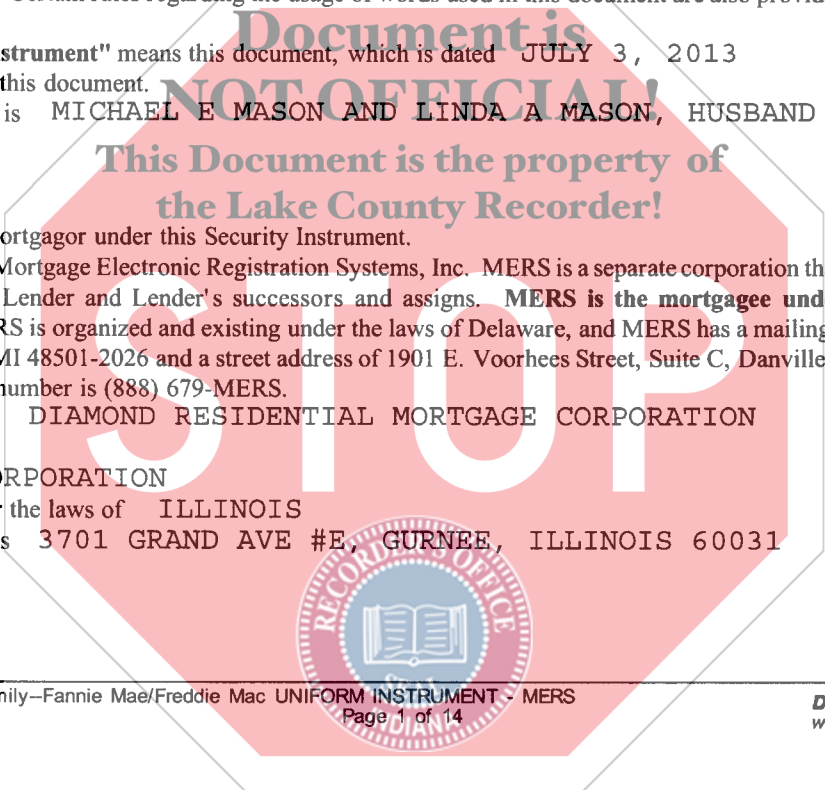 Certain rules regarding the usage of words used in this document are also provid
Document is
strument" means this document, which is dated JULY 3, 2013
this document.
NOT OFFICIAL!
is MICHAEL E MASON AND LINDA A MASON, HUSBAND
This Document is the property of
the Lake County Recorder!
ortgagor under this Security Instrument.
Mortgage Electronic Registration Systems, Inc. MERS is a separate corporation th
Lender and Lender's successors and assigns. MERS is the mortgagee und
RS is organized and existing under the laws of Delaware, and MERS has a mailing
MI 48501-2026 and a street address of 1901 E. Voorhees Street, Suite C, Danville
number is (888) 679-MERS.
STOP
DIAMOND RESIDENTIAL MORTGAGE CORPORATION
ORPORATION
the laws of ILLINOIS
s 3701 GRAND AVE #E, GURNEE, ILLINOIS 60031
RECORDER'S OFFICE
SEAL
INDIANA
nily--Fannie Mae/Freddie Mac UNIFORM INSTRUMENT - MERS
Page 1 of 14